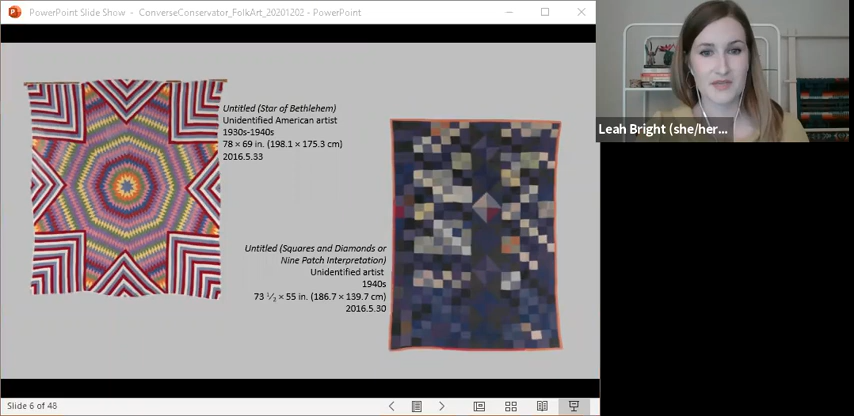 PowerPoint Slide Show - ConverseConservator_FolkArt_20201202 - PowerPoint
Untitled (Star of Bethlehem)
Unidentified American artist
1930s-1940s
78 × 69 in. (198.1 × 175.3 cm)
2016.5.33
Untitled (Squares and Diamonds or
Nine Patch Interpretation)
Unidentified artist
1940s
73 1/2 × 55 in. (186.7 × 139.7 cm)
2016.5.30
Leah Bright (she/her...
Slide 6 of 48